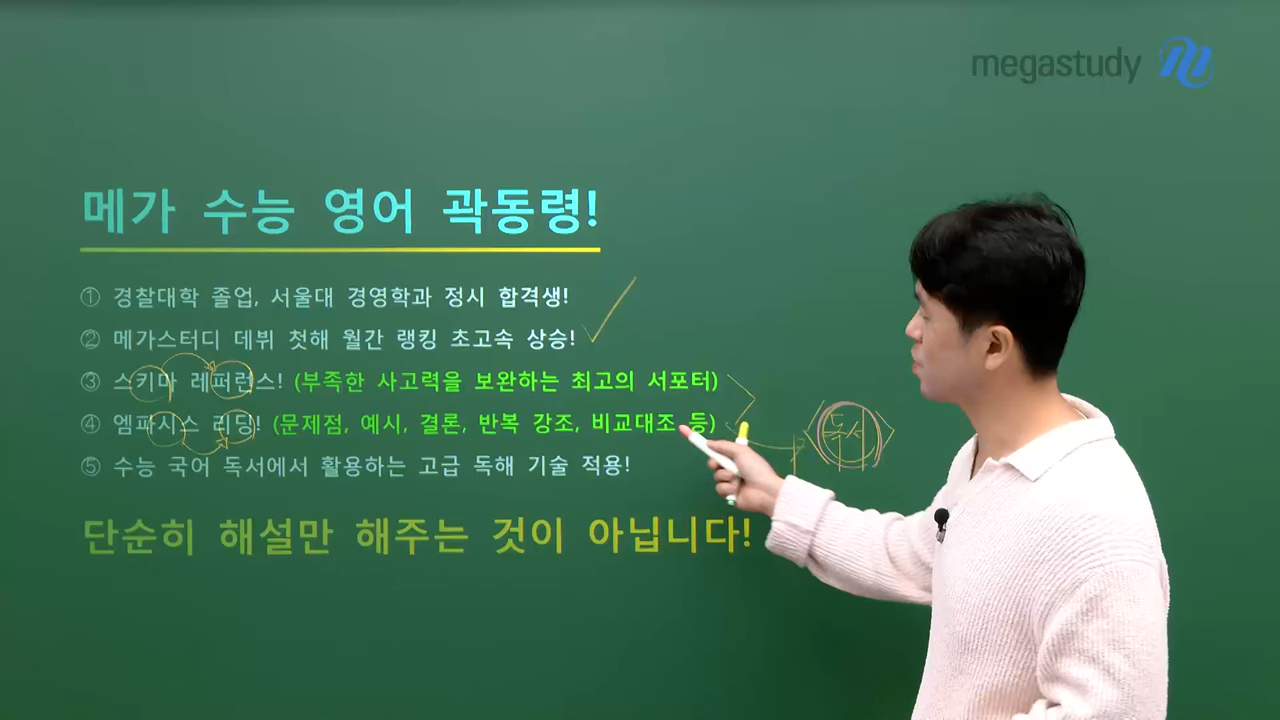 megastudy
메가 수능 영어 곽동령!
① 경찰대학 졸업, 서울대 경영학과 정시 합격생!
② 메가스터디 데뷔 첫해 월간 랭킹 초고속 상승!
③ 스키마 레퍼런스! (부족한 사고력을 보완하는 최고의 서포터)
④ 엠파시스 리딩! (문제점, 예시, 결론, 반복 강조, 비교대조 등)
독서
⑤ 수능 국어 독서에서 활용하는 고급 독해 기술 적용!
단순히 해설만 해주는 것이 아닙니다!